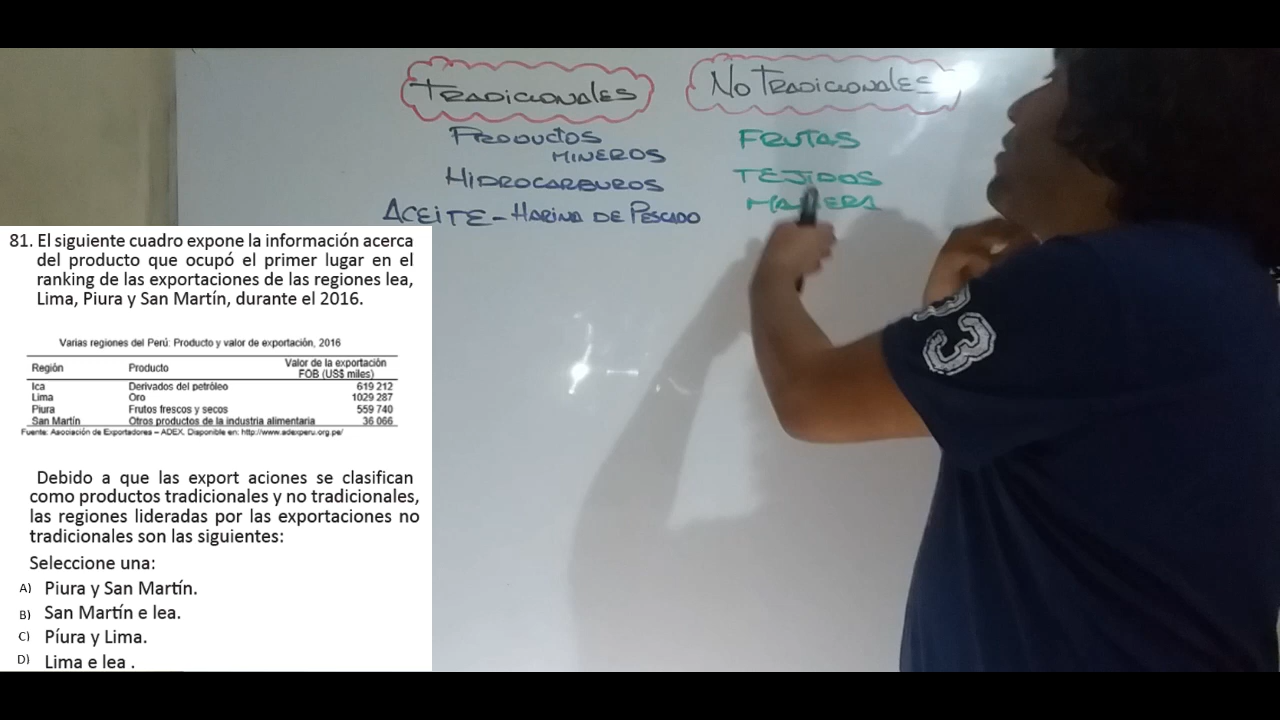 TRADICIONALES
PRODUCTOS
MINEROS
HIDROCARBUROS
ACEITE - HARINA DE PESCADO
NO TRADICIONALES
FRUTAS
TEJIDOS
81. El siguiente cuadro expone la información acerca
del producto que ocupó el primer lugar en el
ranking de las exportaciones de las regiones lea,
Lima, Piura y San Martín, durante el 2016.
Varias regiones del Perú: Producto y valor de exportación, 2016
Región Producto Valor de la exportación
FOB (US$ miles)
Ica Derivados del petróleo 619 212
Lima Oro 1029 287
Piura Frutos frescos y secos 559 740
San Martín Otros productos de la industria alimentaria 36 066
Fuente: Asociación de Exportadores – ADEX. Disponible en: http://www.adexperu.org.pe/
Debido a que las export aciones se clasifican
como productos tradicionales y no tradicionales,
las regiones lideradas por las exportaciones no
tradicionales son las siguientes:
Seleccione una:
A) Piura y San Martín.
B) San Martín e lea.
C) Píura y Lima.
D) Lima e lea .
3